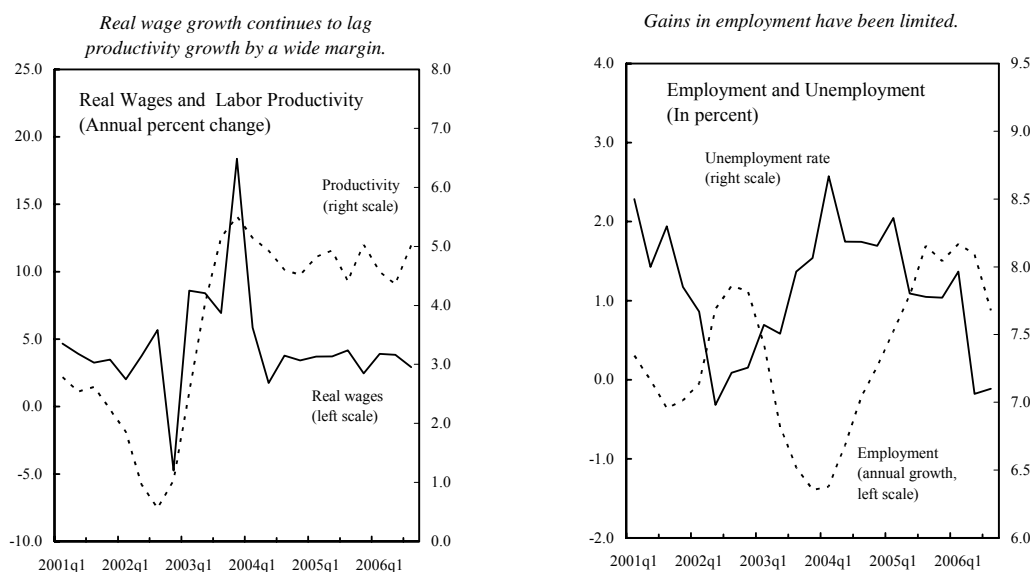 Real wage growth continues to lag
productivity growth by a wide margin.
25.0
20.0
15.0
10.0
5.0
0.0
-5.0
-10.0
8.0
7.0
6.0
5.0
4.0
3.0
2.0
1.0
0.0
Real Wages and Labor Productivity
(Annual percent change)
Productivity
(right scale)
Real wages
(left scale)
2001q1 2002q1 2003q1 2004q1 2005q1 2006q1
Gains in employment have been limited.
4.0
3.0
2.0
1.0
0.0
-1.0
-2.0
9.5
9.0
8.5
8.0
7.5
7.0
6.5
6.0
Employment and Unemployment
(In percent)
Unemployment rate
(right scale)
Employment
(annual growth,
left scale)
2001q1 2002q1 2003q1 2004q1 2005q1 2006q1